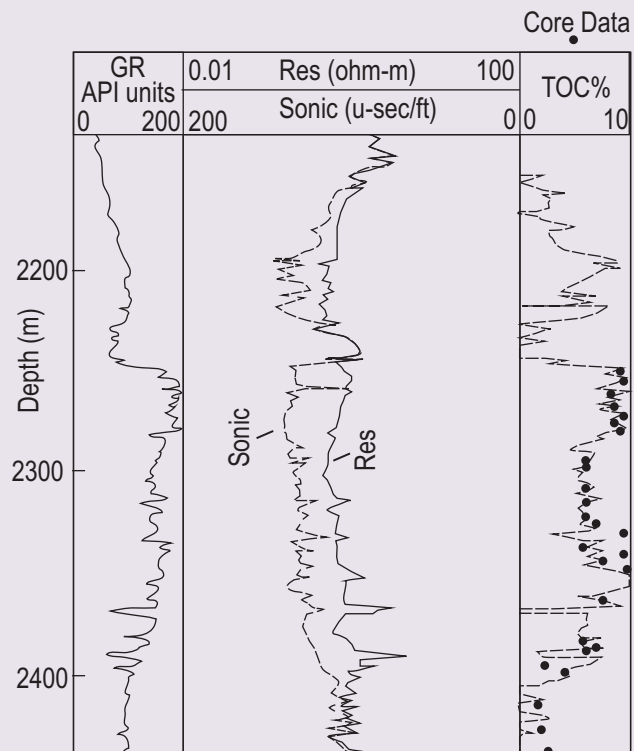 Core Data
GR
API units
0 200
0.01 Res (ohm-m) 100
200 Sonic (u-sec/ft) 0
TOC%
0 10
Depth (m)
2200
2300
2400
Sonic
Res